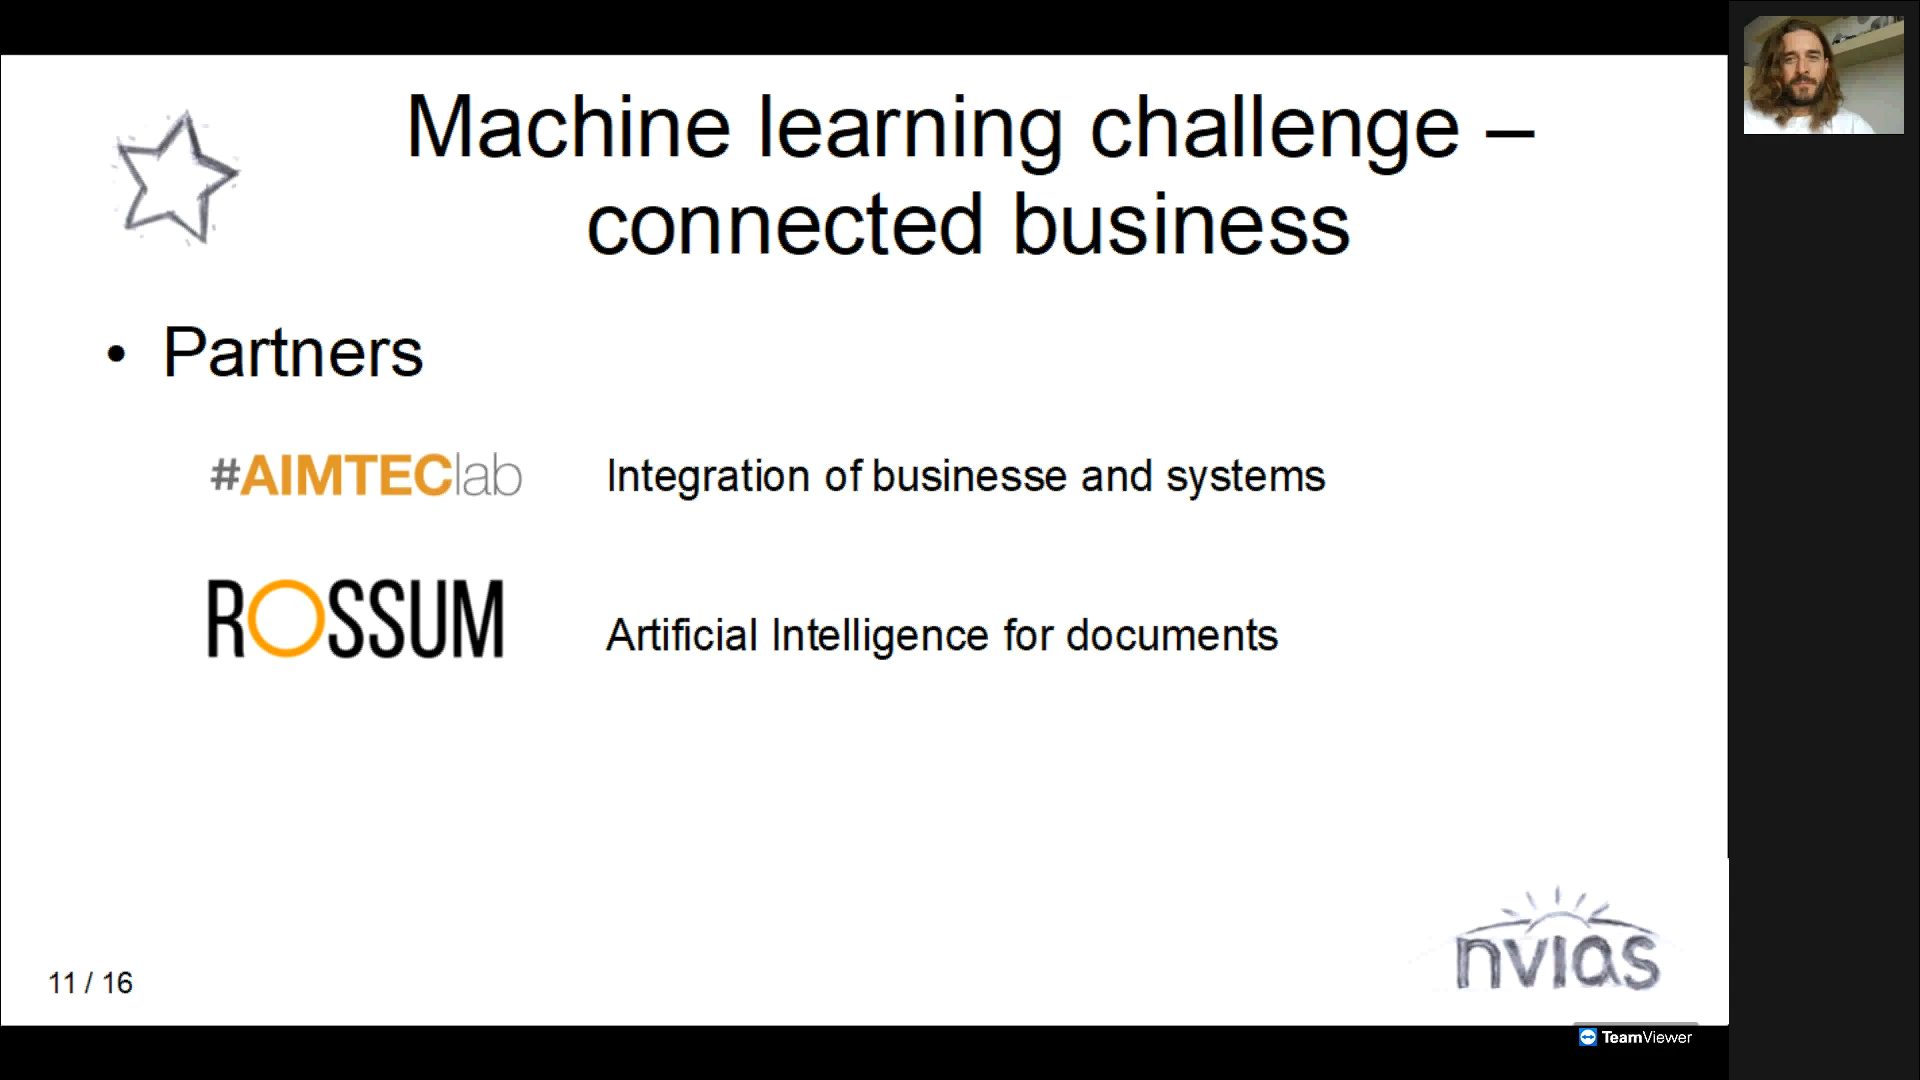 Machine learning challenge –
connected business
• Partners
#AIMTEClab
Integration of businesse and systems
ROSSUM
Artificial Intelligence for documents
nvias
11 / 16
TeamViewer